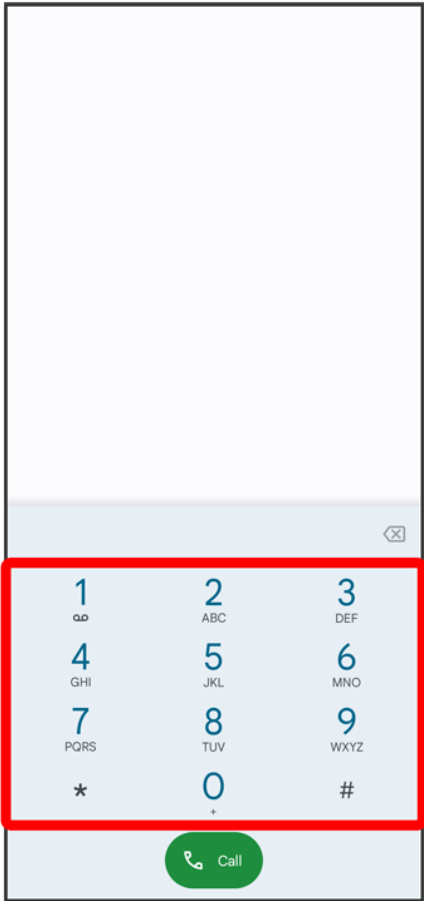 1 2 3
ABC DEF
4 5 6
GHI JKL MNO
7 8 9
PQRS TUV WXYZ
* 0 #
+
Call